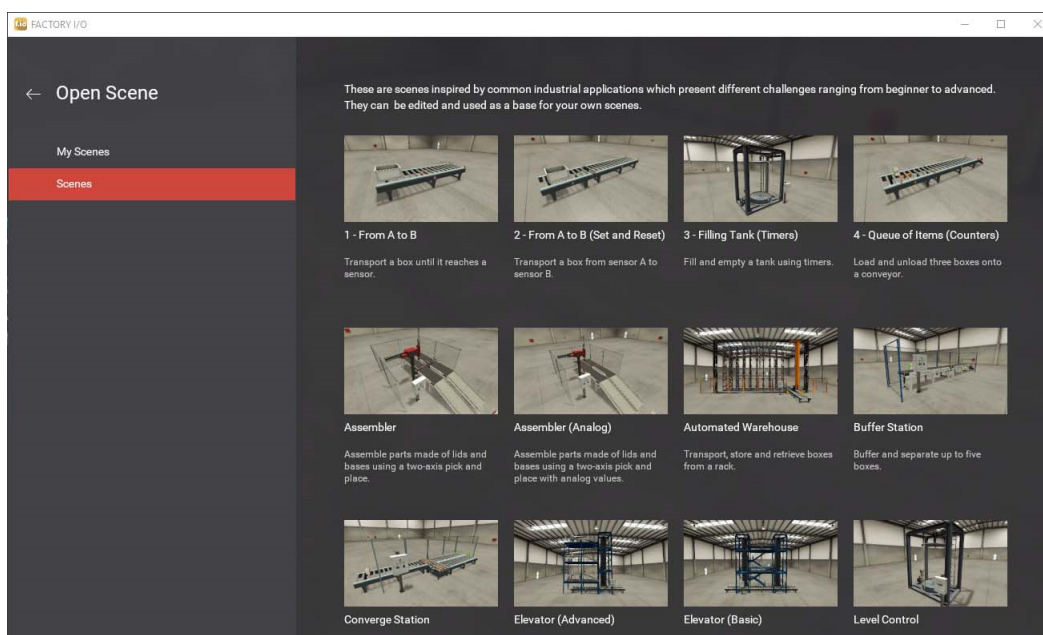 FACTORY I/O
Open Scene
My Scenes
Scenes
These are scenes inspired by common industrial applications which present different challenges ranging from beginner to advanced.
They can be edited and used as a base for your own scenes.
1 - From A to B
Transport a box until it reaches a
sensor.
2 - From A to B (Set and Reset)
Transport a box from sensor A to
sensor B.
3 - Filling Tank (Timers)
Fill and empty a tank using timers.
4 - Queue of Items (Counters)
Load and unload three boxes onto
a conveyor.
Assembler
Assemble parts made of lids and
bases using a two-axis pick and
place.
Assembler (Analog)
Assemble parts made of lids and
bases using a two-axis pick and
place with analog values.
Automated Warehouse
Transport, store and retrieve boxes
from a rack.
Buffer Station
Buffer and separate up to five
boxes.
Converge Station
Elevator (Advanced)
Elevator (Basic)
Level Control